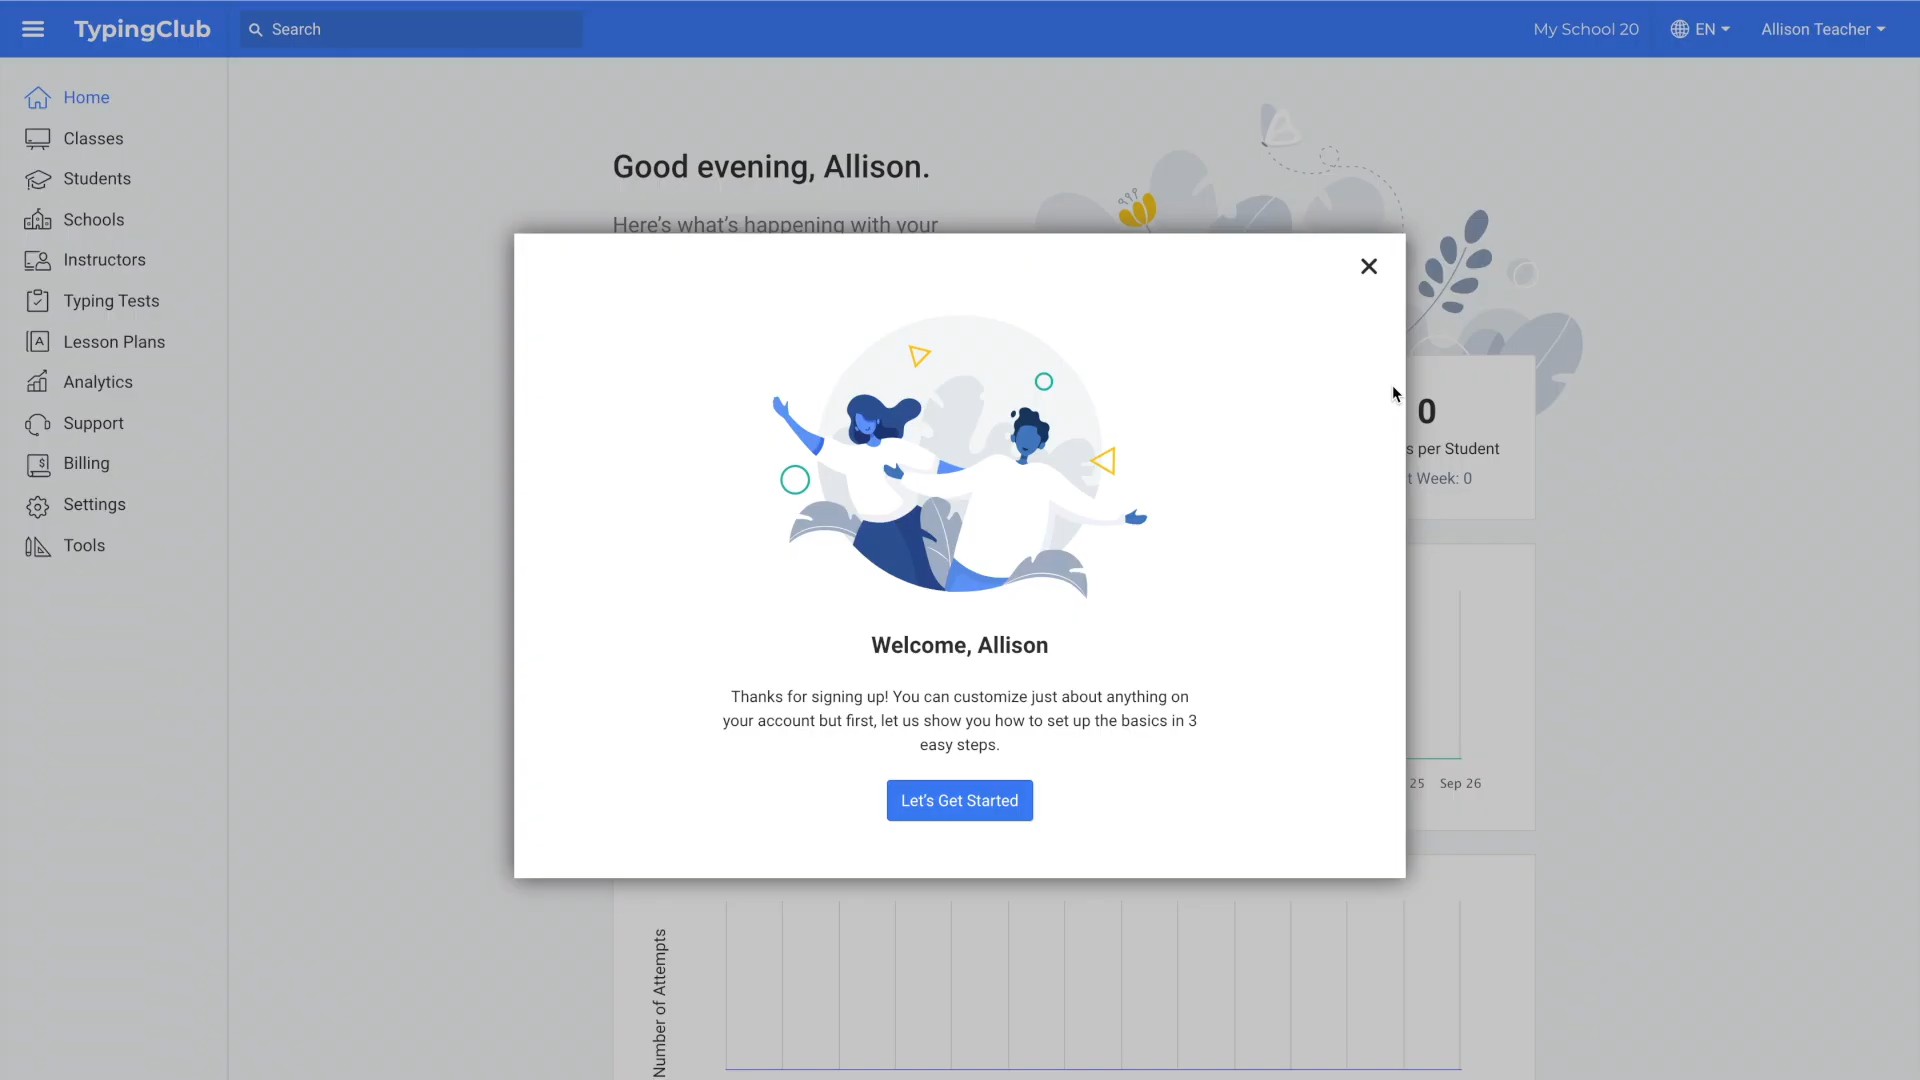 TypingClub
Search
My School 20
EN
Allison Teacher
Home
Classes
Students
Schools
Instructors
Typing Tests
Lesson Plans
Analytics
Support
Billing
Settings
Tools
Good evening, Allison.
Here's what's happening with your
Welcome, Allison
Thanks for signing up! You can customize just about anything on
your account but first, let us show you how to set up the basics in 3
easy steps.
Let's Get Started
0
s per Student
t Week: 0
25 Sep 26
Number of Attempts